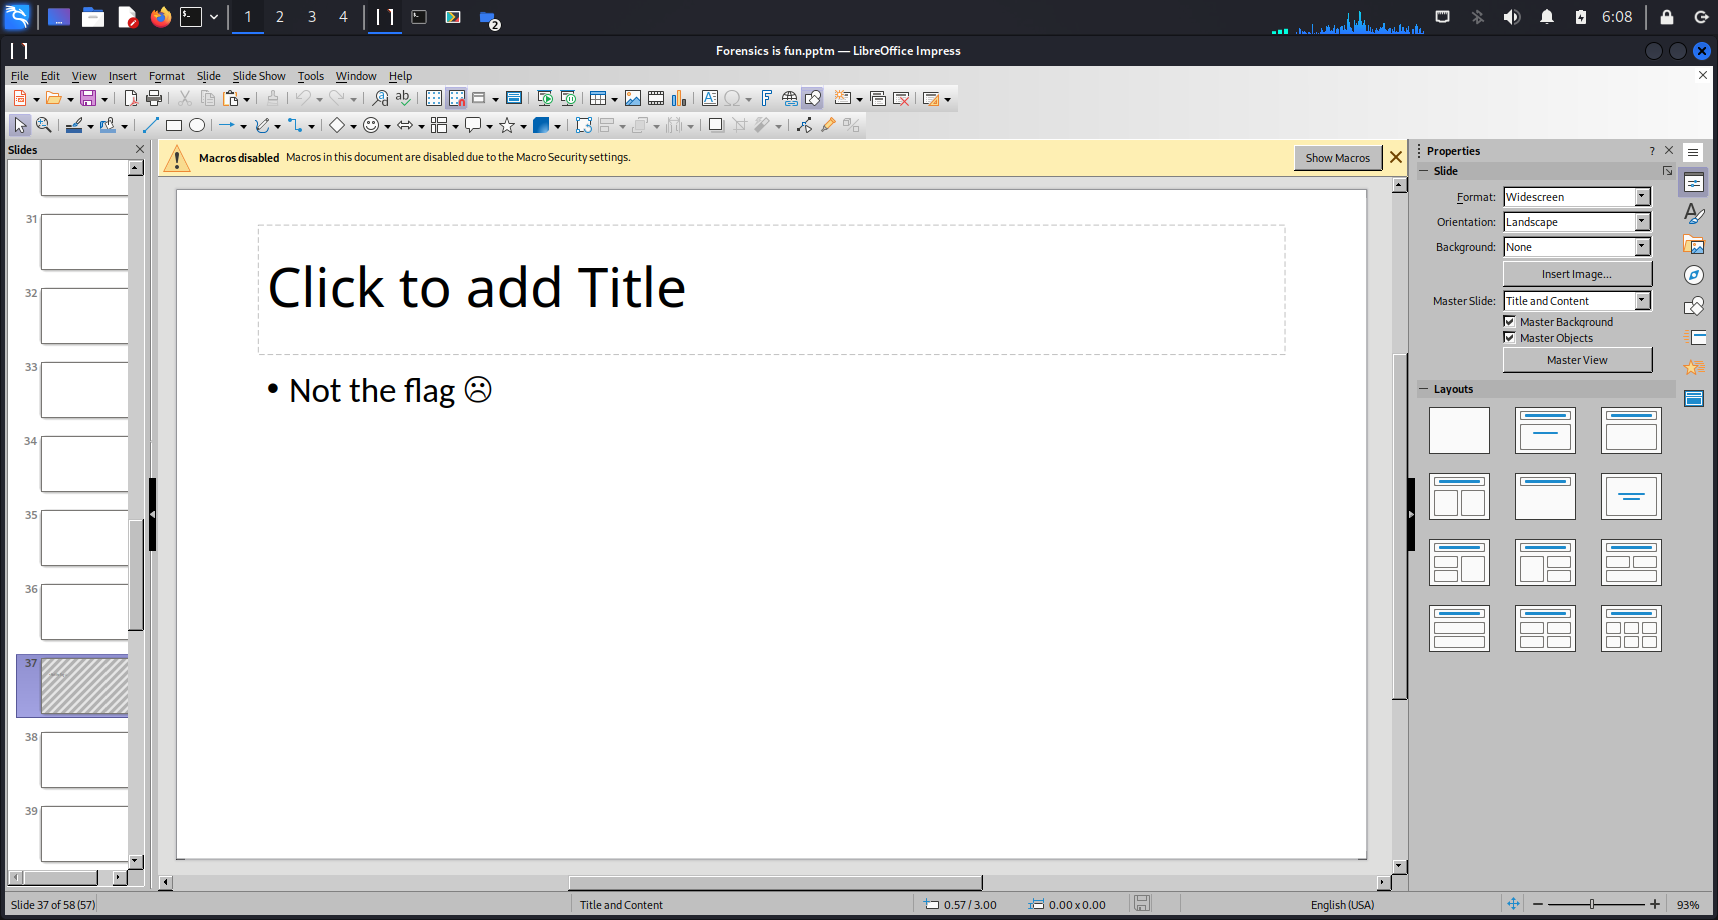 1 2 3 4
2
6:08
Forensics is fun.pptm — LibreOffice Impress
File Edit View Insert Format Slide Slide Show Tools Window Help
Slides
Macros disabled Macros in this document are disabled due to the Macro Security settings.
Show Macros
31
32
33
34
35
36
37
38
39
Click to add Title
• Not the flag ☹
Properties
Slide
Format: Widescreen
Orientation: Landscape
Background: None
Insert Image...
Master Slide: Title and Content
Master Background
Master Objects
Master View
Layouts
Slide 37 of 58 (57)
Title and Content
0.57 / 3.00
0.00 x 0.00
English (USA)
93%